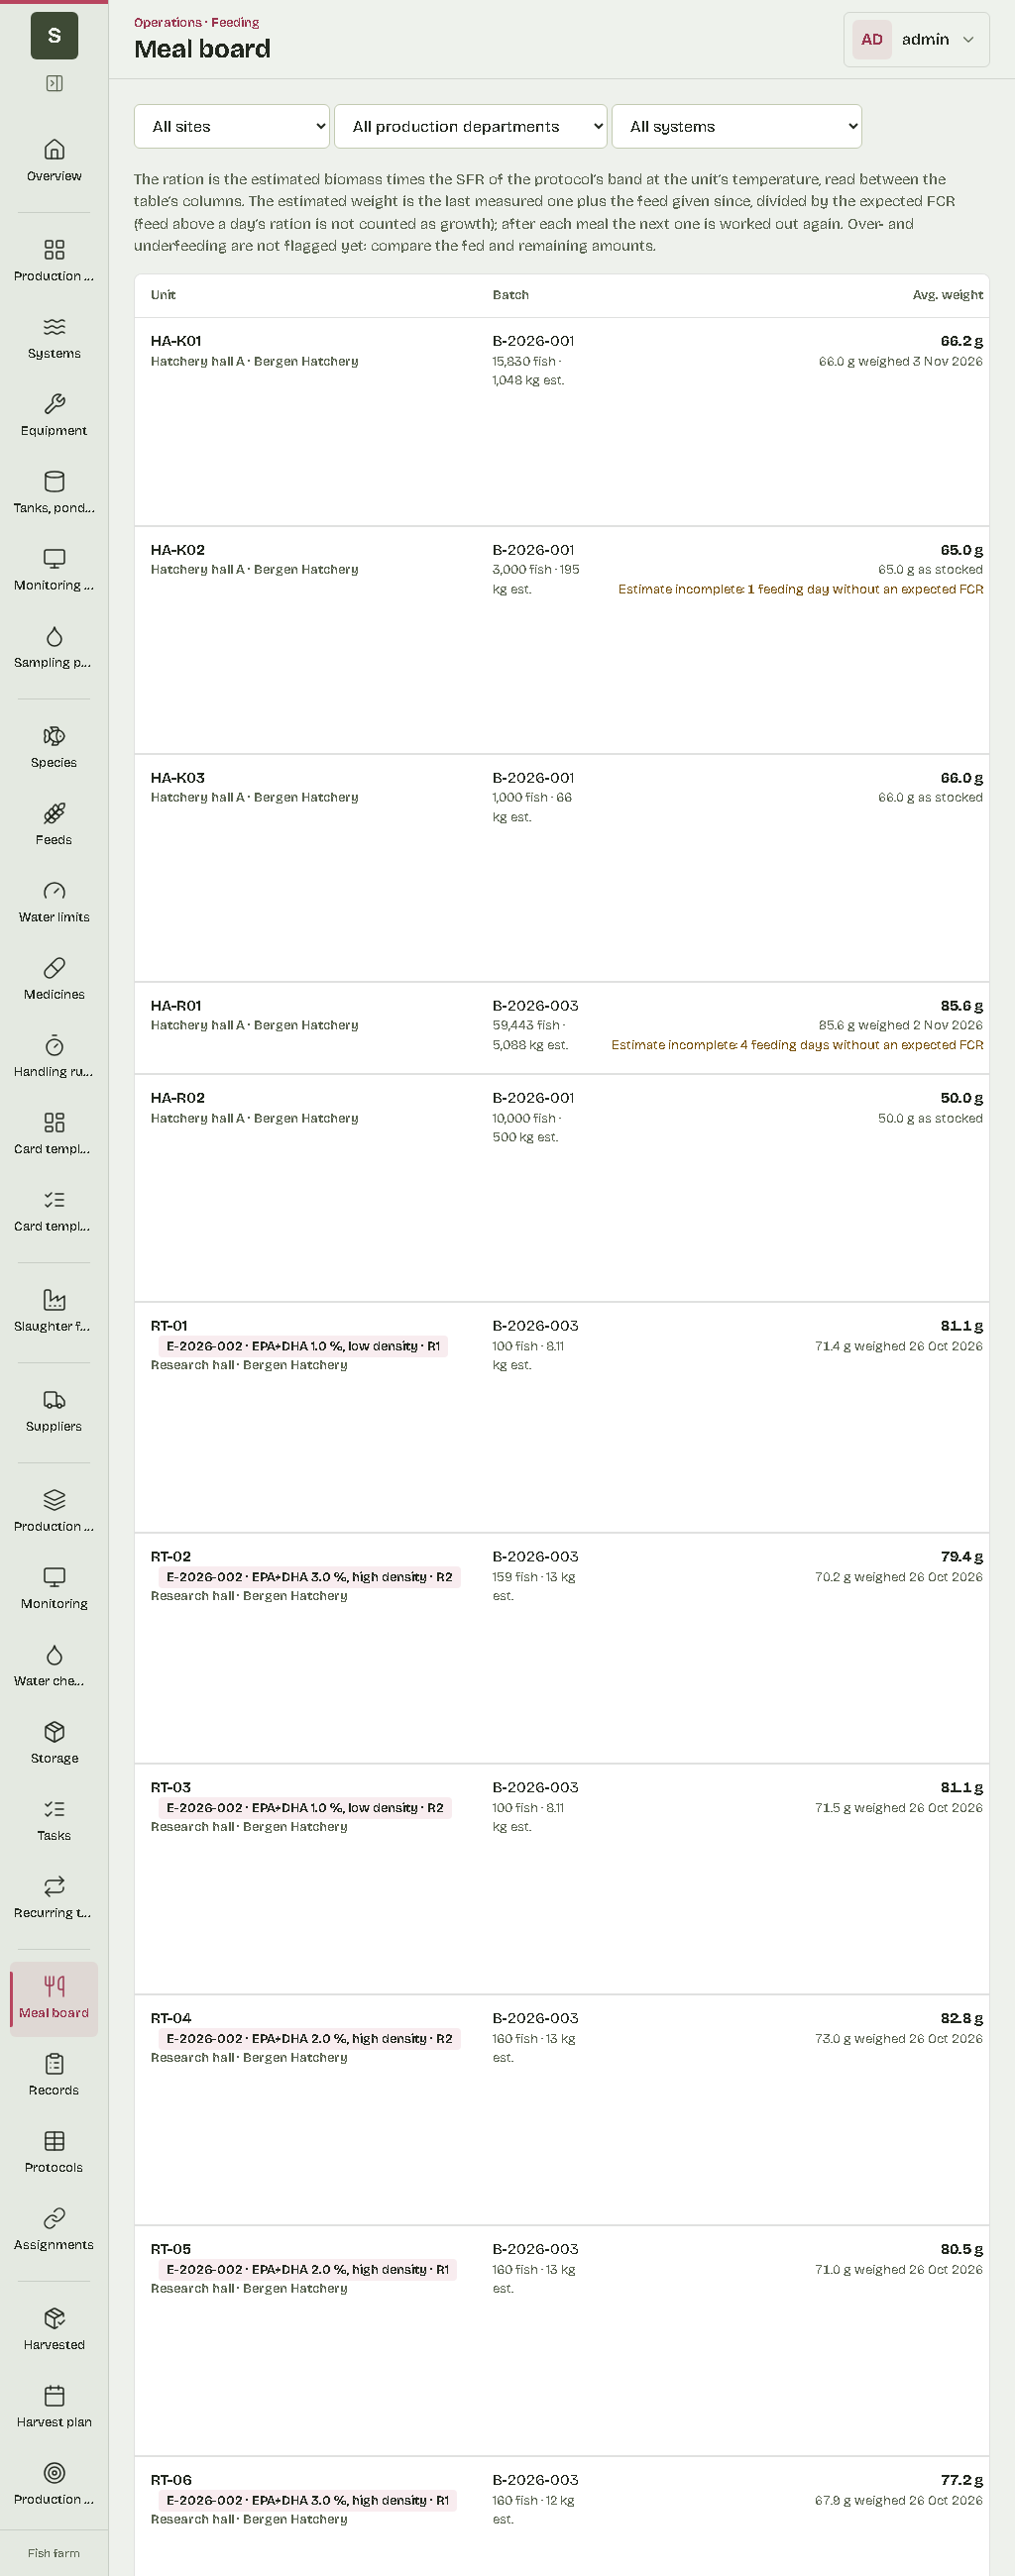 S
Operations · Feeding
Meal board
AD admin
All sites
All production departments
All systems
The ration is the estimated biomass times the SFR of the protocol's band at the unit's temperature, read between the
table's columns. The estimated weight is the last measured one plus the feed given since, divided by the expected FCR
(feed above a day's ration is not counted as growth); after each meal the next one is worked out again. Over- and
underfeeding are not flagged yet: compare the fed and remaining amounts.
Unit Batch Avg. weight
HA-K01 B-2026-001 66.2 g
Hatchery hall A · Bergen Hatchery 15,830 fish · 66.0 g weighed 3 Nov 2026
1,048 kg est.
HA-K02 B-2026-001 65.0 g
Hatchery hall A · Bergen Hatchery 3,000 fish · 195 65.0 g as stocked
kg est. Estimate incomplete: 1 feeding day without an expected FCR
HA-K03 B-2026-001 66.0 g
Hatchery hall A · Bergen Hatchery 1,000 fish · 66 66.0 g as stocked
kg est.
HA-R01 B-2026-003 85.6 g
Hatchery hall A · Bergen Hatchery 59,443 fish · 85.6 g weighed 2 Nov 2026
5,088 kg est. Estimate incomplete: 4 feeding days without an expected FCR
HA-R02 B-2026-001 50.0 g
Hatchery hall A · Bergen Hatchery 10,000 fish · 50.0 g as stocked
500 kg est.
RT-01 B-2026-003 81.1 g
E-2026-002 · EPA+DHA 1.0 %, low density · R1 100 fish · 8.11 71.4 g weighed 26 Oct 2026
Research hall · Bergen Hatchery kg est.
RT-02 B-2026-003 79.4 g
E-2026-002 · EPA+DHA 3.0 %, high density · R2 159 fish · 13 kg 70.2 g weighed 26 Oct 2026
Research hall · Bergen Hatchery est.
RT-03 B-2026-003 81.1 g
E-2026-002 · EPA+DHA 1.0 %, low density · R2 100 fish · 8.11 71.5 g weighed 26 Oct 2026
Research hall · Bergen Hatchery kg est.
RT-04 B-2026-003 82.8 g
E-2026-002 · EPA+DHA 2.0 %, high density · R2 160 fish · 13 kg 73.0 g weighed 26 Oct 2026
Research hall · Bergen Hatchery est.
RT-05 B-2026-003 80.5 g
E-2026-002 · EPA+DHA 2.0 %, high density · R1 160 fish · 13 kg 71.0 g weighed 26 Oct 2026
Research hall · Bergen Hatchery est.
RT-06 B-2026-003 77.2 g
E-2026-002 · EPA+DHA 3.0 %, high density · R1 160 fish · 12 kg 67.9 g weighed 26 Oct 2026
Research hall · Bergen Hatchery est.
Overview
Production ...
Systems
Equipment
Tanks, pond...
Monitoring ...
Sampling p...
Species
Feeds
Water limits
Medicines
Handling ru...
Card templ...
Card templ...
Slaughter f...
Suppliers
Production ...
Monitoring
Water che...
Storage
Tasks
Recurring t...
Meal board
Records
Protocols
Assignments
Harvested
Harvest plan
Production ...
Fish farm